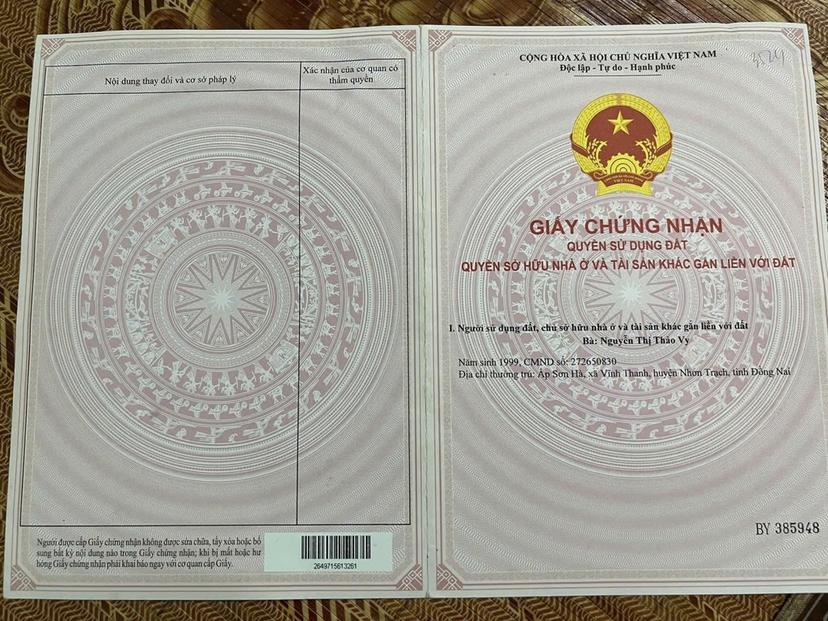 Nội dung thay đổi và cơ sở pháp lý
Xác nhận của cơ quan có
thẩm quyền
Người được cấp Giấy chứng nhận không được sửa chữa, tẩy xóa hoặc bổ
sung bất kỳ nội dung nào trong Giấy chứng nhận; khi bị mất hoặc hư
hỏng Giấy chứng nhận phải khai báo ngay với cơ quan cấp Giấy.
2649715613261
CỘNG HÒA XÃ HỘI CHỦ NGHĨA VIỆT NAM
Độc lập - Tự do - Hạnh phúc
GIẤY CHỨNG NHẬN
QUYỀN SỬ DỤNG ĐẤT
QUYỀN SỞ HỮU NHÀ Ở VÀ TÀI SẢN KHÁC GẮN LIỀN VỚI ĐẤT
I. Người sử dụng đất, chủ sở hữu nhà ở và tài sản khác gắn liền với đất
Bà: Nguyễn Thị Thảo Vy
Năm sinh 1999, CMND số: 272650830
Địa chỉ thường trú: Ấp Sơn Hà, xã Vĩnh Thanh, huyện Nhơn Trạch, tỉnh Đồng Nai
BY 385948